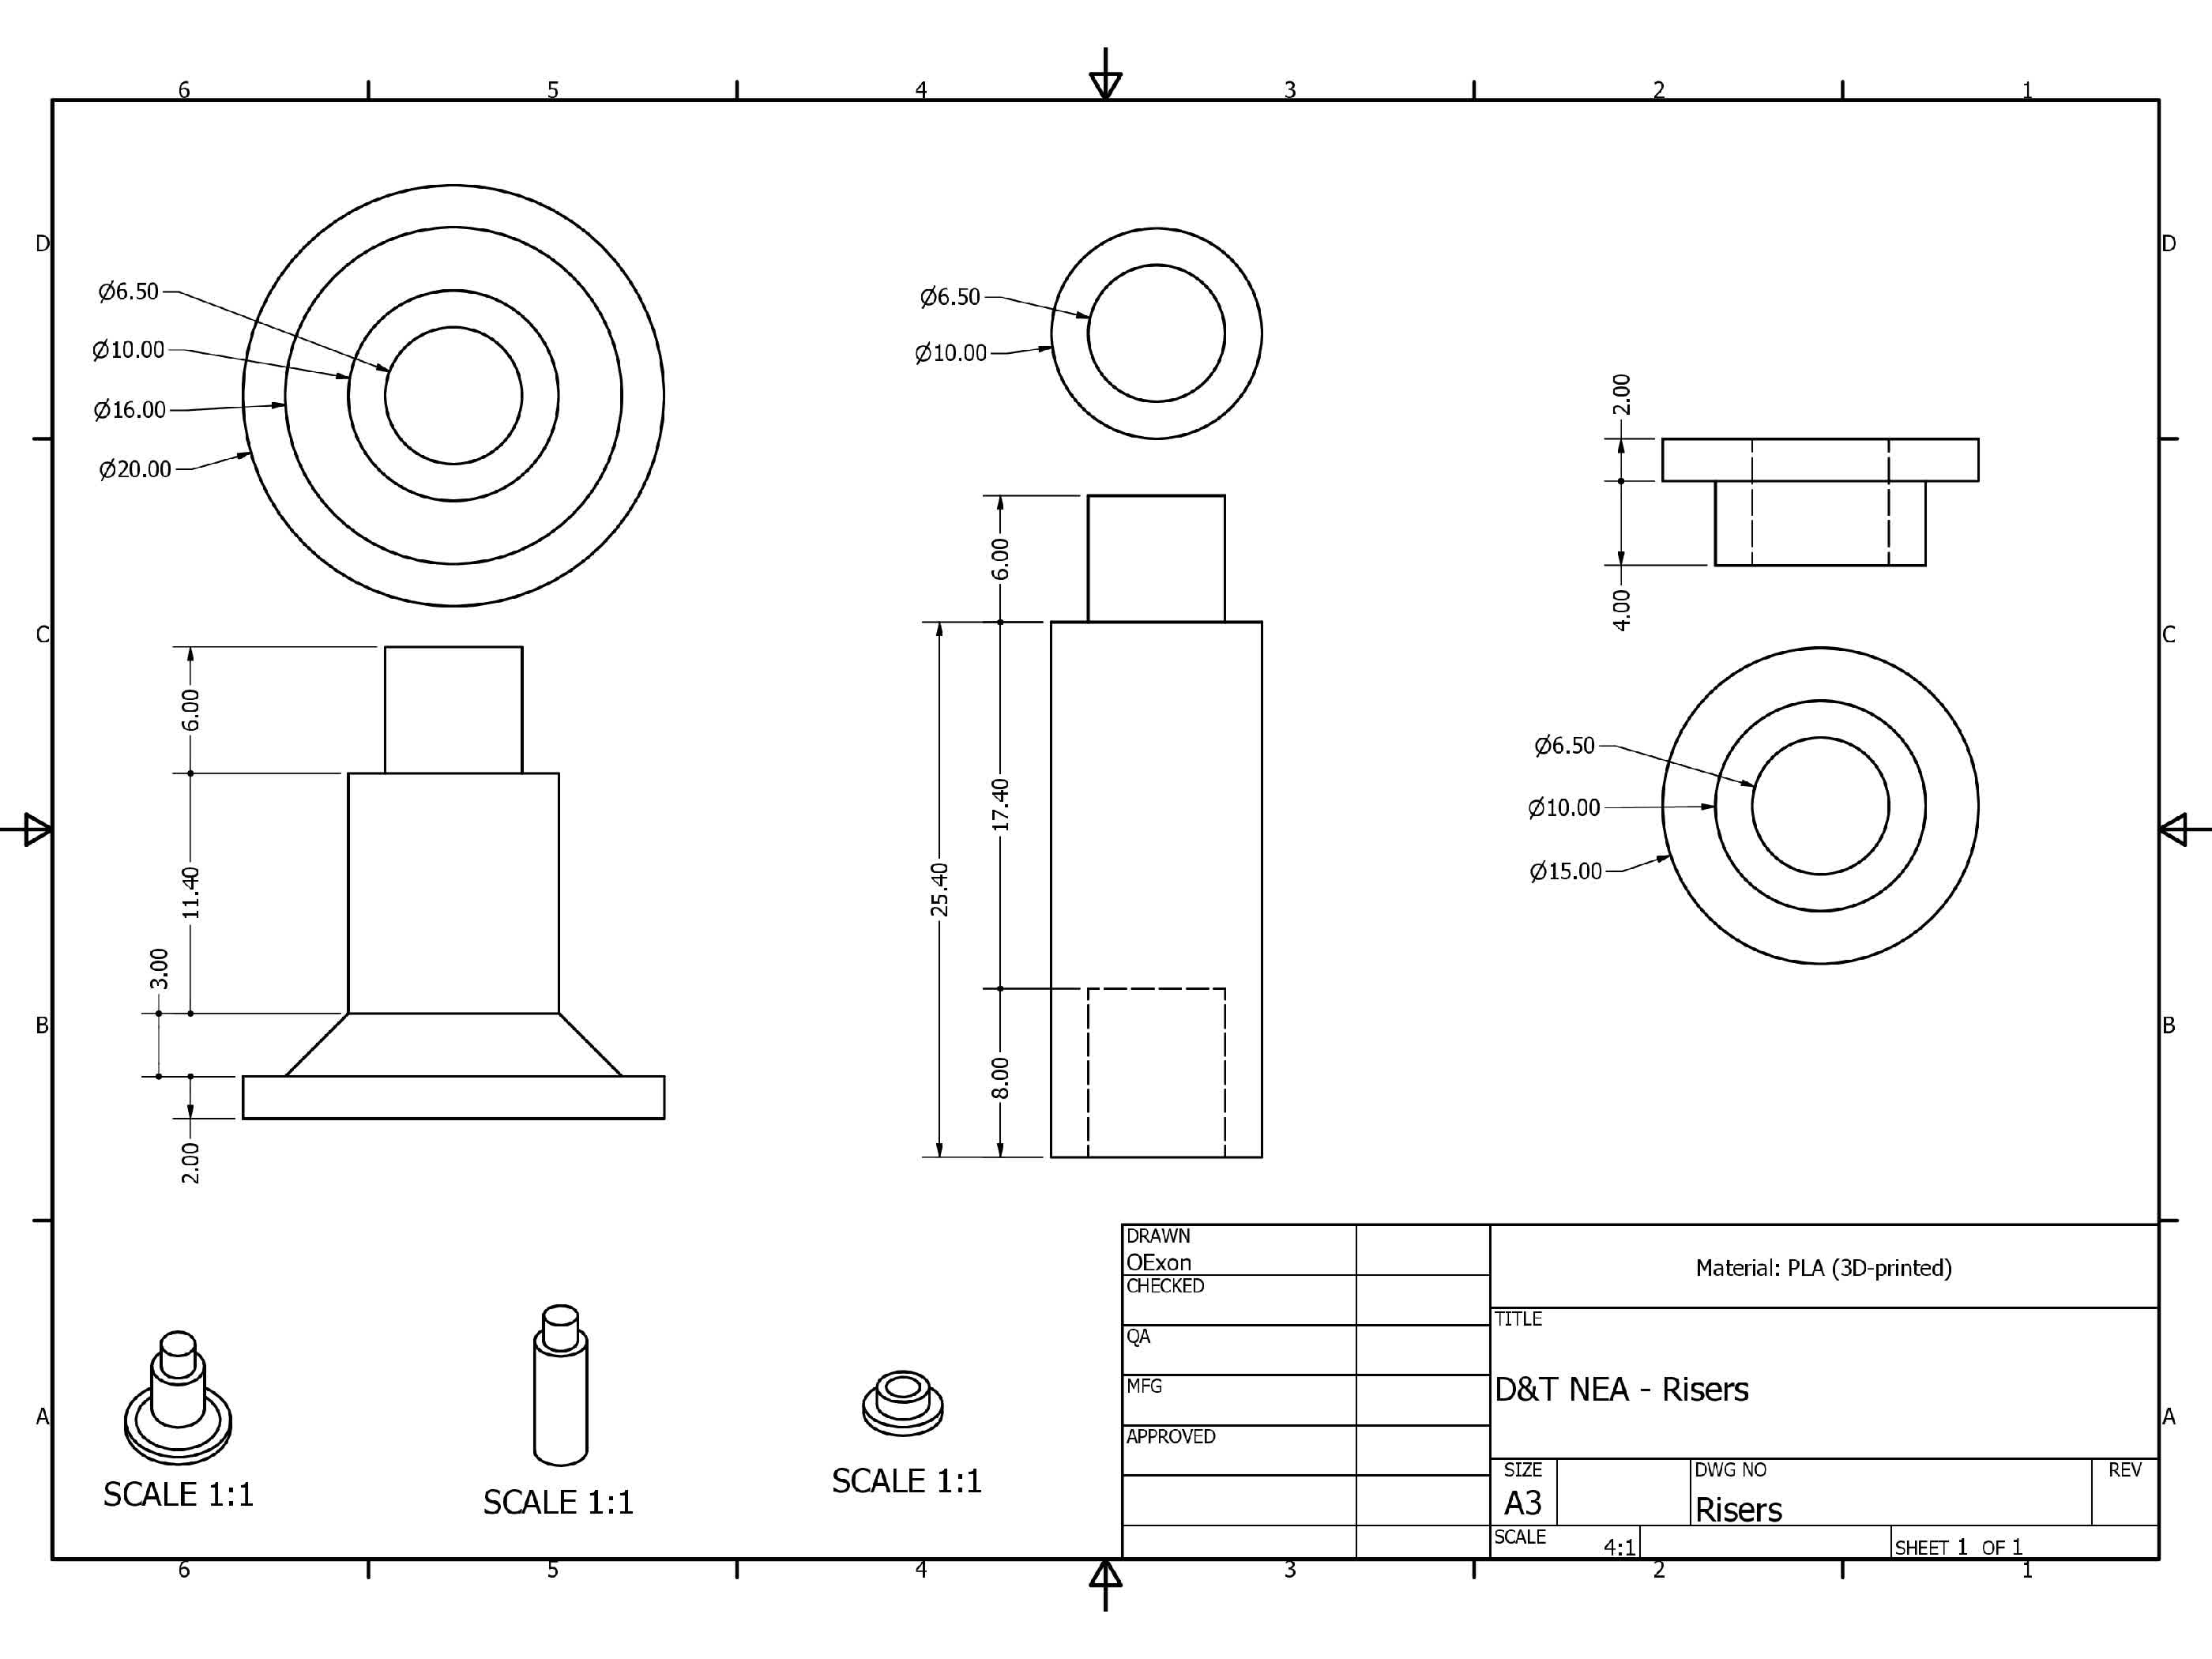 6 5 4 3 2 1
D D
Ø6.50
Ø10.00
Ø16.00
Ø20.00
Ø6.50
Ø10.00
2.00
4.00
C C
6.00
11.40
3.00
2.00
6.00
17.40
25.40
8.00
Ø6.50
Ø10.00
Ø15.00
B B
A A
SCALE 1:1
SCALE 1:1
SCALE 1:1
DRAWN
OExon
CHECKED
QA
MFG
APPROVED
Material: PLA (3D-printed)
TITLE
D&T NEA - Risers
SIZE
A3
DWG NO
Risers
REV
SCALE
4:1
SHEET 1 OF 1
6 5 4 3 2 1